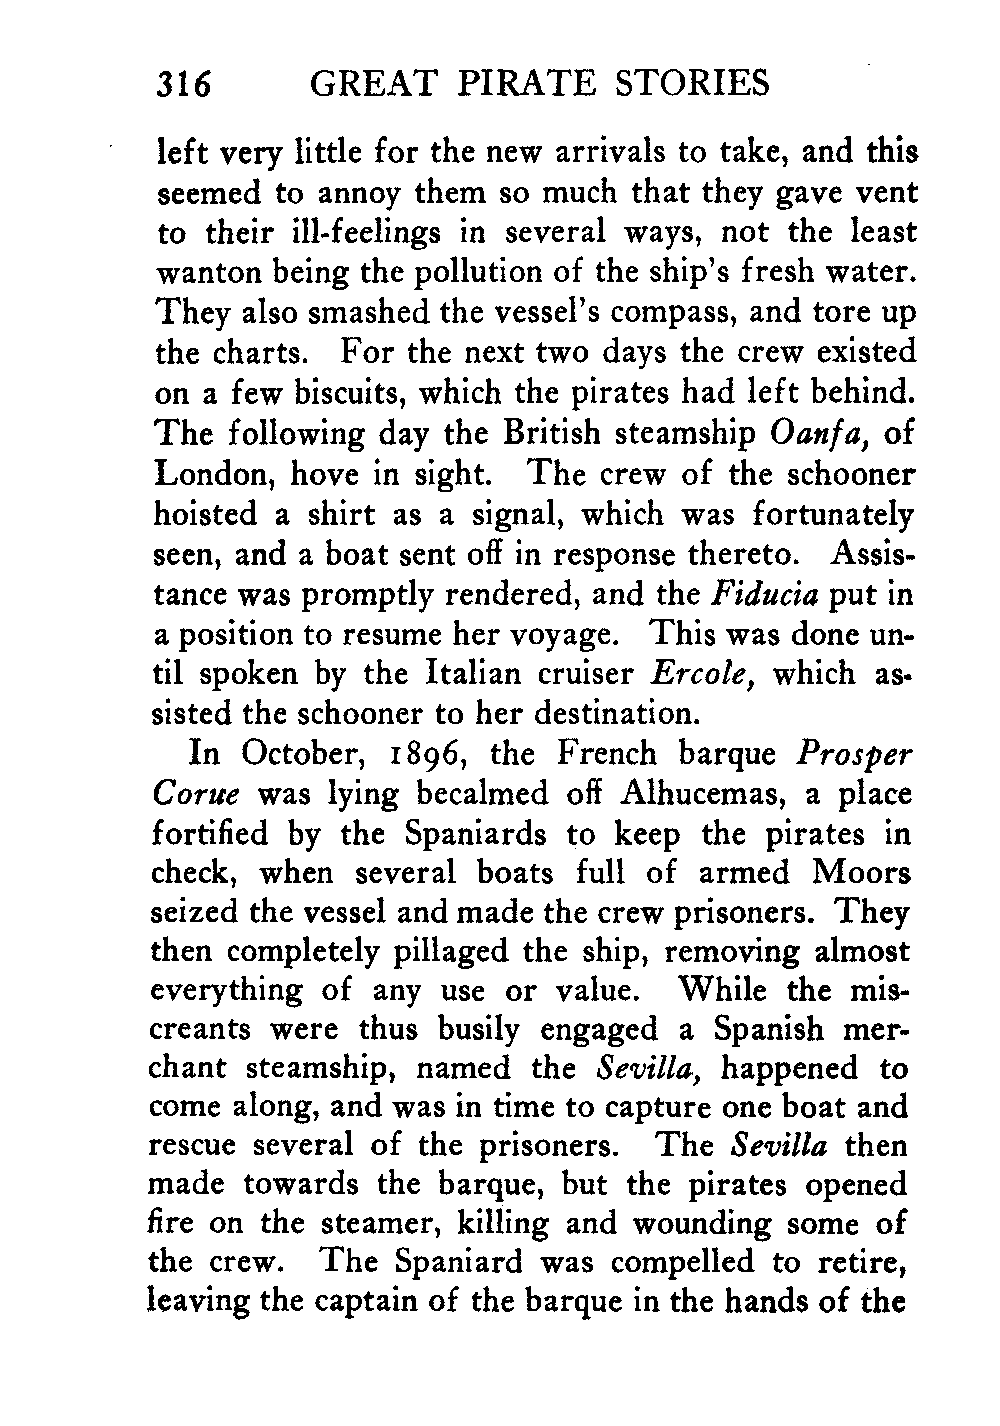 316 GREAT PIRATE STORIES
left very little for the new arrivals to take, and this
seemed to annoy them so much that they gave vent
to their ill-feelings in several ways, not the least
wanton being the pollution of the ship's fresh water.
They also smashed the vessel's compass, and tore up
the charts. For the next two days the crew existed
on a few biscuits, which the pirates had left behind.
The following day the British steamship Oanfa, of
London, hove in sight. The crew of the schooner
hoisted a shirt as a signal, which was fortunately
seen, and a boat sent off in response thereto. Assis-
tance was promptly rendered, and the Fiducia put in
a position to resume her voyage. This was done un-
til spoken by the Italian cruiser Ercole, which as-
sisted the schooner to her destination.
In October, 1896, the French barque Prosper
Corue was lying becalmed off Alhucemas, a place
fortified by the Spaniards to keep the pirates in
check, when several boats full of armed Moors
seized the vessel and made the crew prisoners. They
then completely pillaged the ship, removing almost
everything of any use or value. While the mis-
creants were thus busily engaged a Spanish mer-
chant steamship, named the Sevilla, happened to
come along, and was in time to capture one boat and
rescue several of the prisoners. The Sevilla then
made towards the barque, but the pirates opened
fire on the steamer, killing and wounding some of
the crew. The Spaniard was compelled to retire,
leaving the captain of the barque in the hands of the